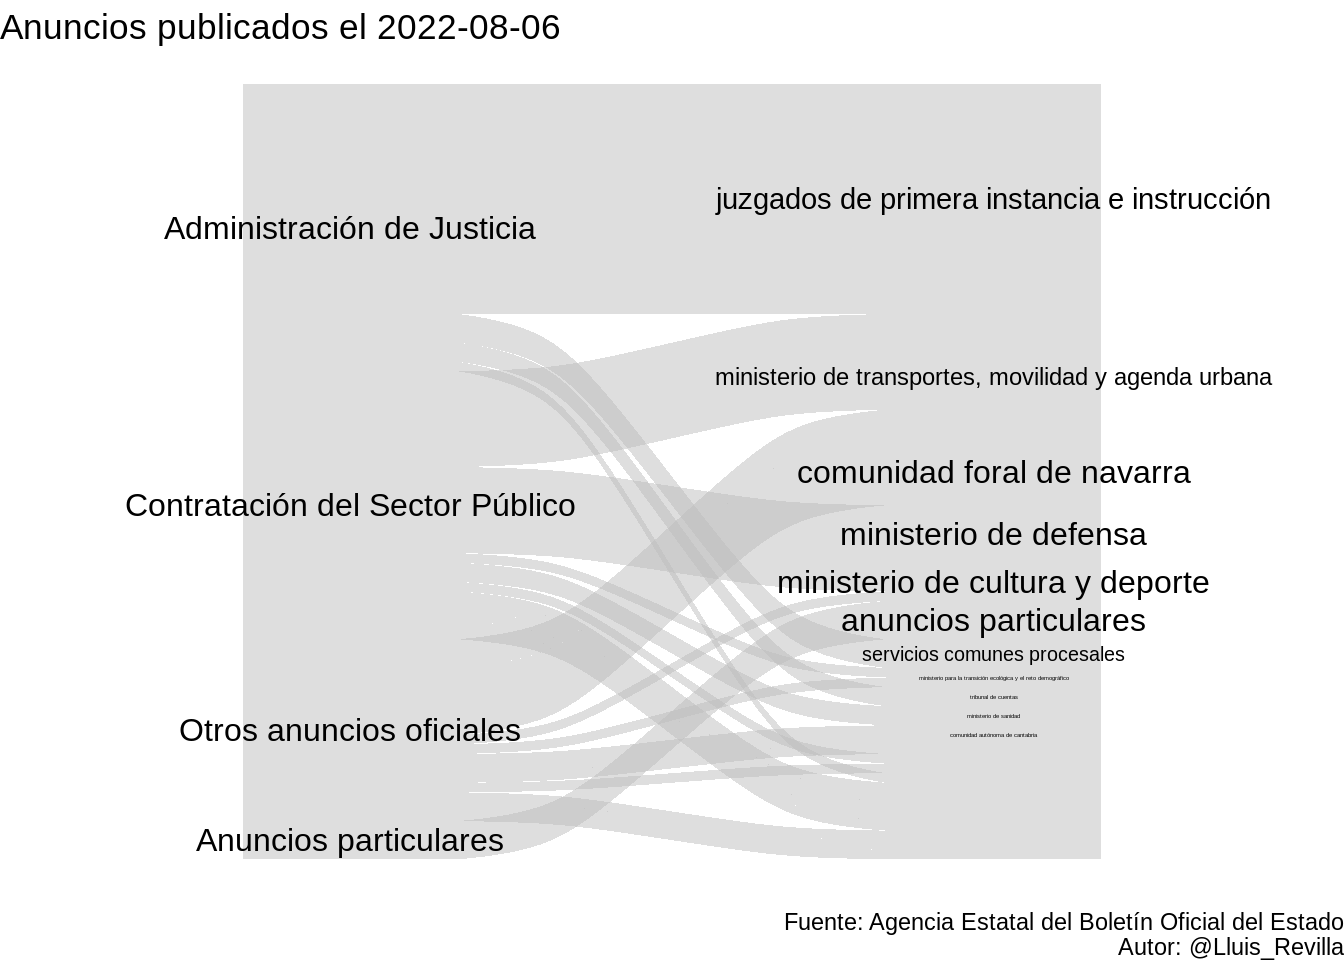 Anuncios publicados el 2022-08-06
Administración de Justicia
Contratación del Sector Público
Otros anuncios oficiales
Anuncios particulares
juzgados de primera instancia e instrucción
ministerio de transportes, movilidad y agenda urbana
comunidad foral de navarra
ministerio de defensa
ministerio de cultura y deporte
anuncios particulares
servicios comunes procesales
ministerio para la transición ecológica y el reto demográfico
tribunal de cuentas
ministerio de sanidad
comunidad autónoma de cantabria
Fuente: Agencia Estatal del Boletín Oficial del Estado
Autor: @Lluis_Revilla